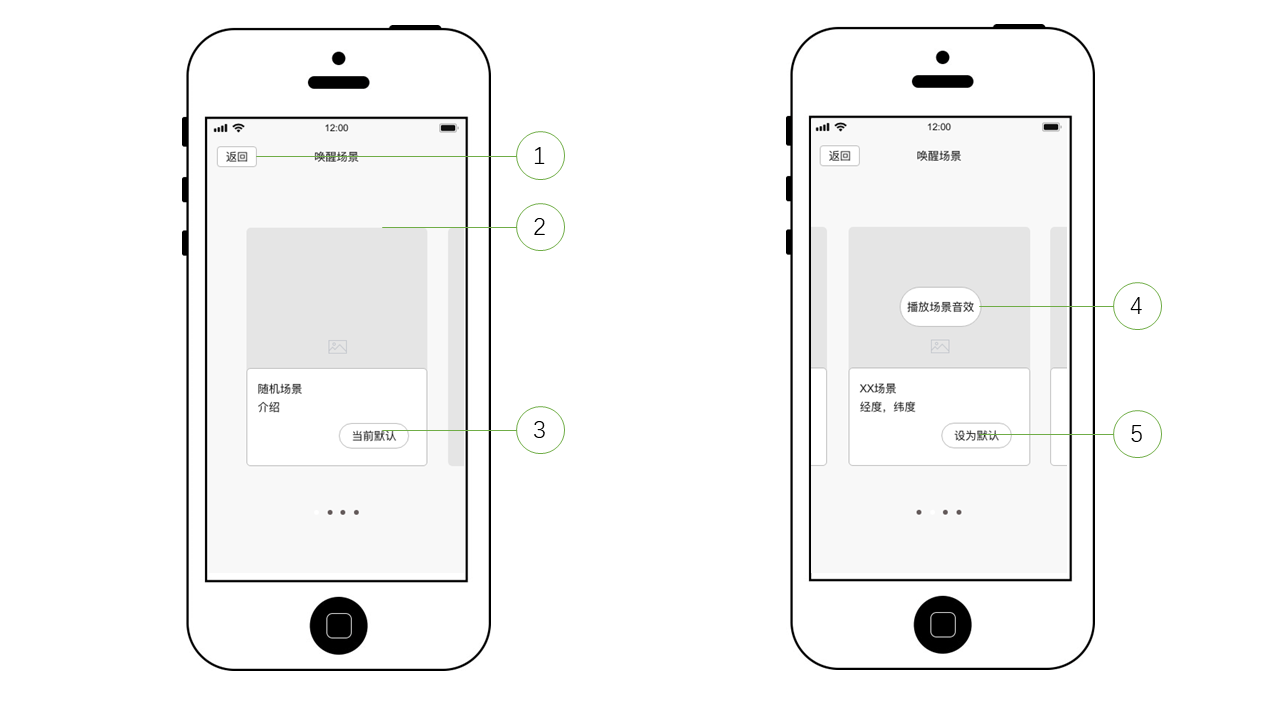 12:00
返回
唤醒场景
1
2
随机场景
介绍
当前默认
3
12:00
返回
唤醒场景
播放场景音效
4
XX场景
经度，纬度
设为默认
5